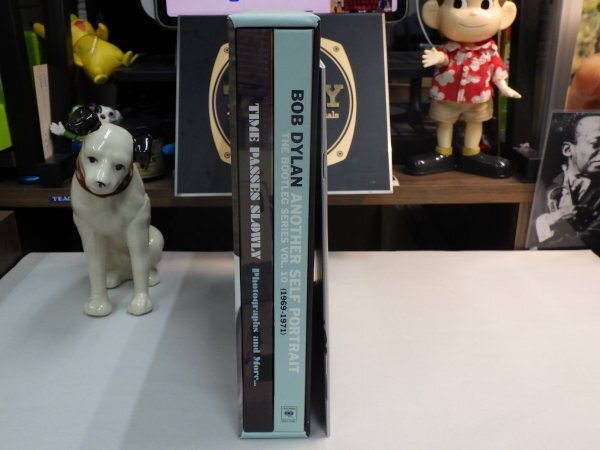 TIME PASSES SLOWLY Photographs and More...
BOB DYLAN ANOTHER SELF PORTRAIT (1969-1971)
THE BOOTLEG SERIES VOL. 10